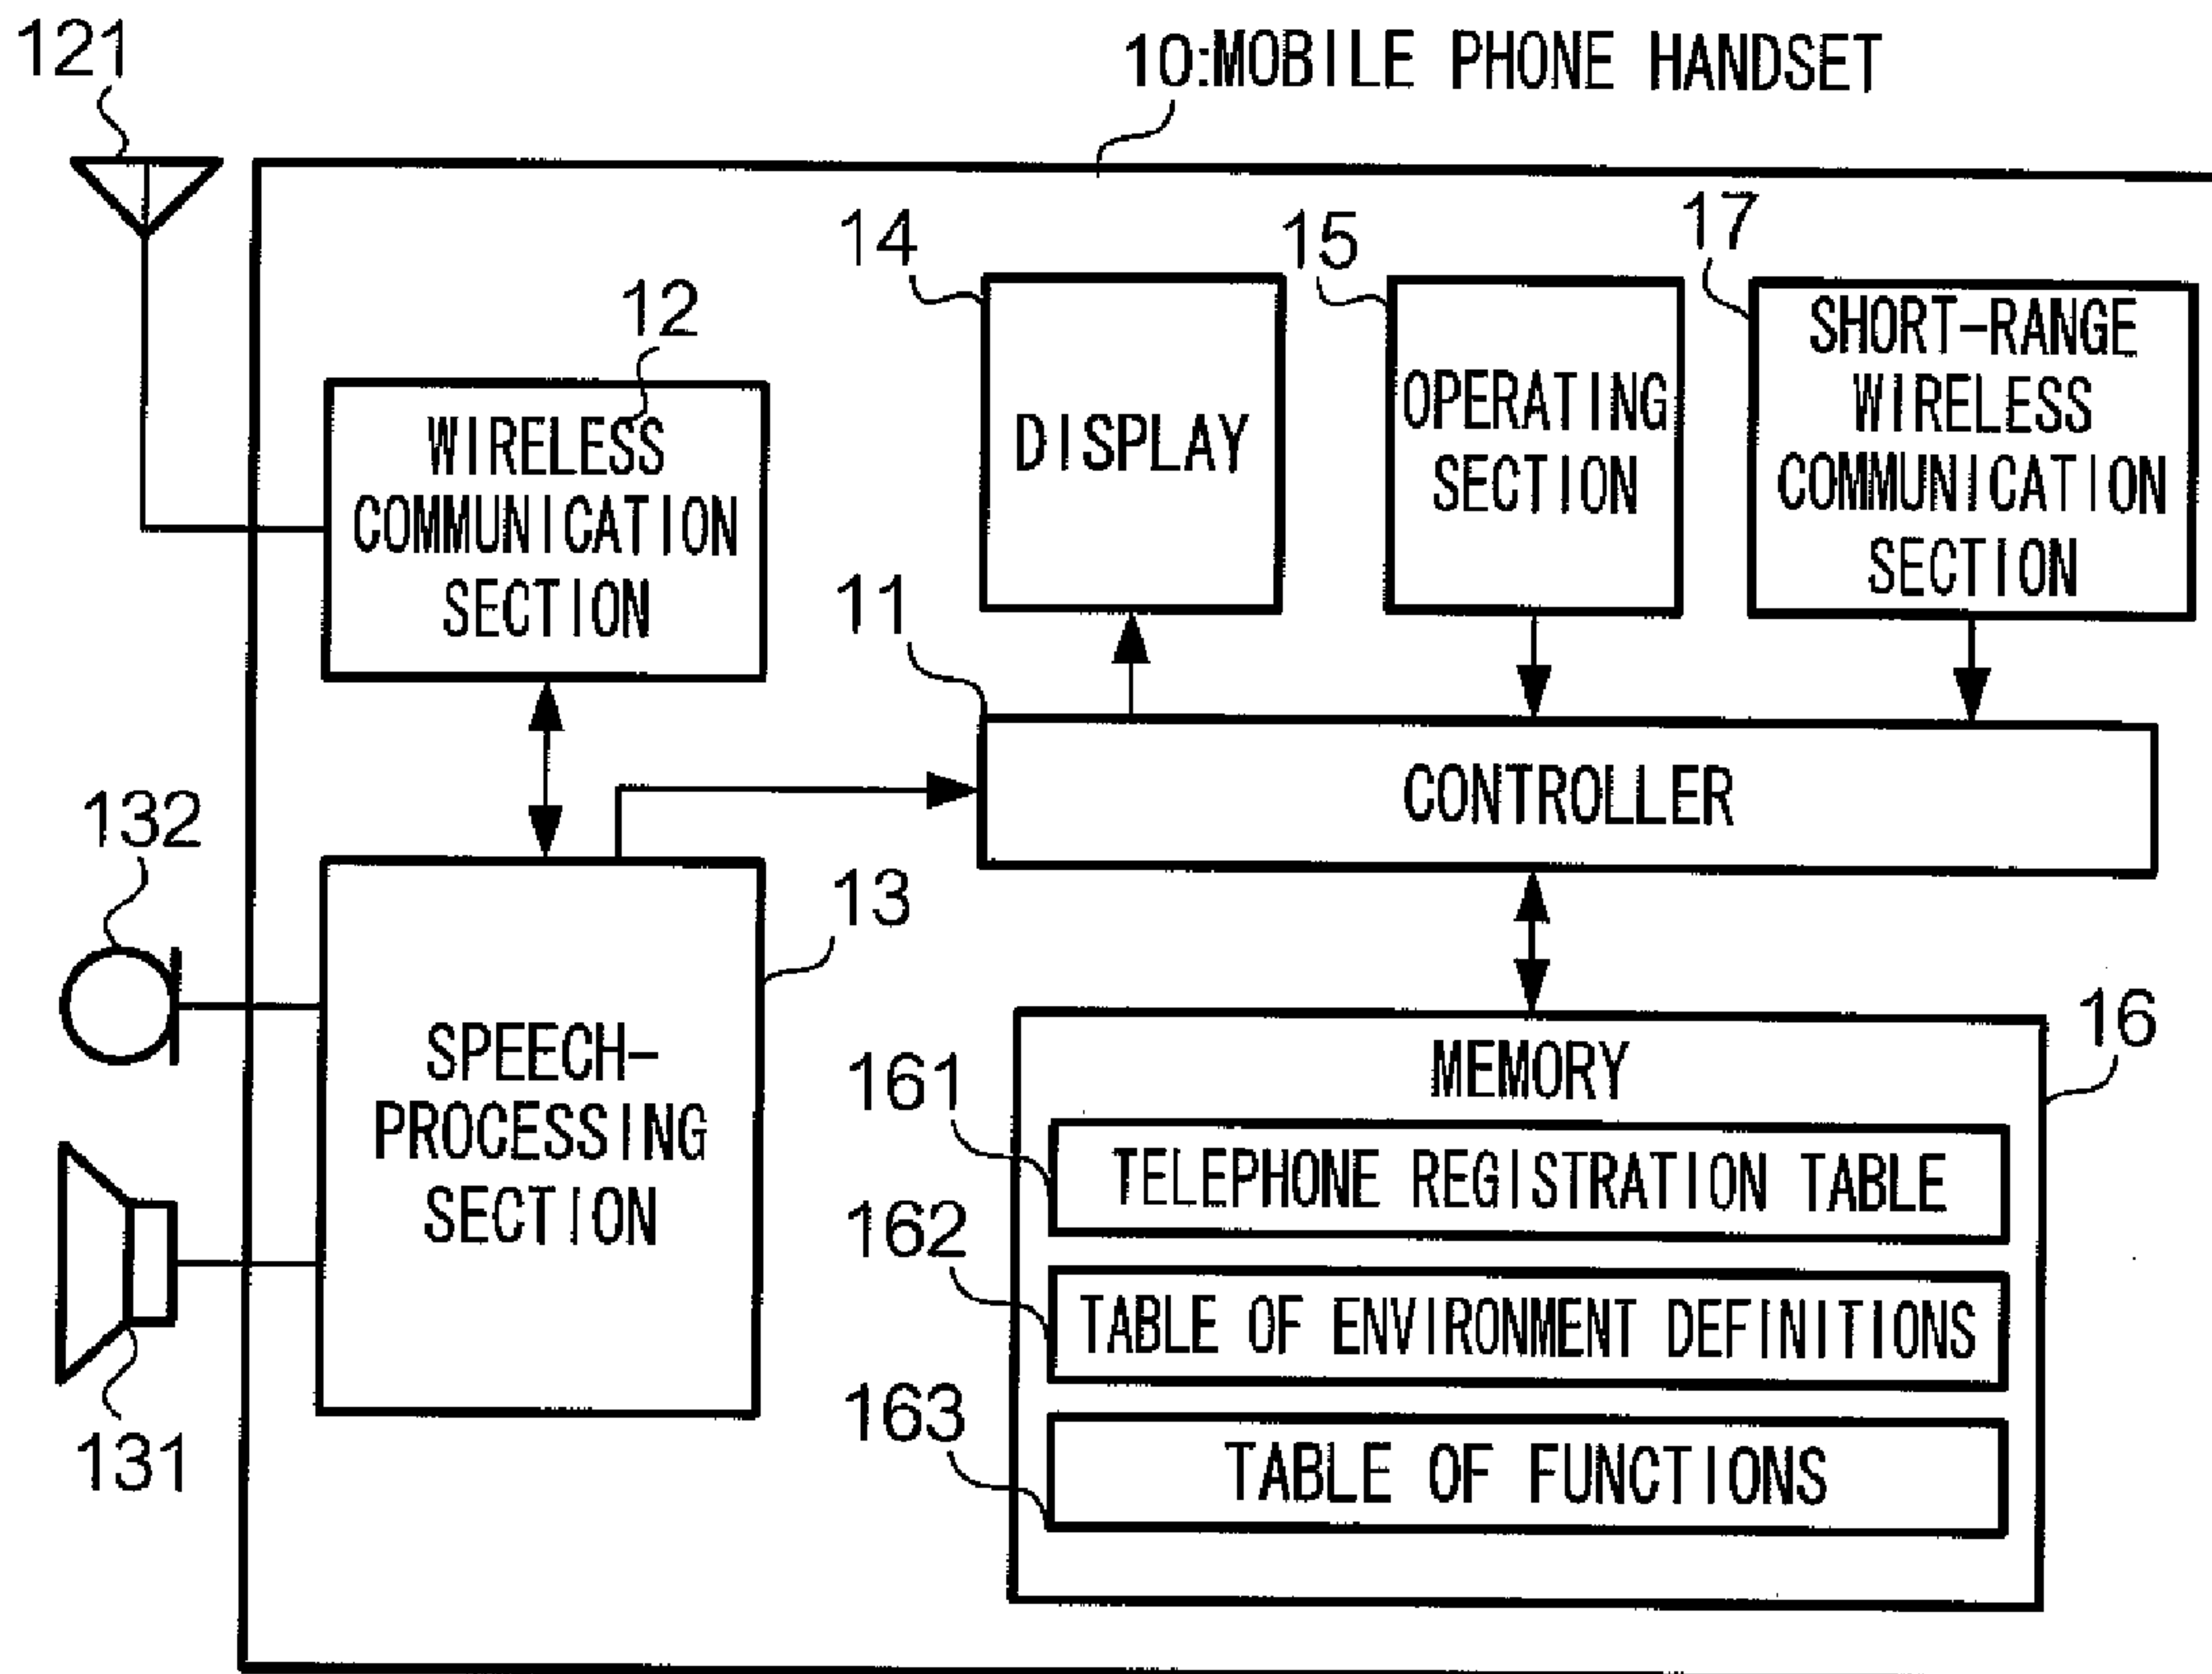 121
10:MOBILE PHONE HANDSET
14
15
17
12
WIRELESS
COMMUNICATION
SECTION
DISPLAY
OPERATING
SECTION
SHORT-RANGE
WIRELESS
COMMUNICATION
SECTION
11
CONTROLLER
132
13
SPEECH-
PROCESSING
SECTION
131
16
MEMORY
161
TELEPHONE REGISTRATION TABLE
162
TABLE OF ENVIRONMENT DEFINITIONS
163
TABLE OF FUNCTIONS